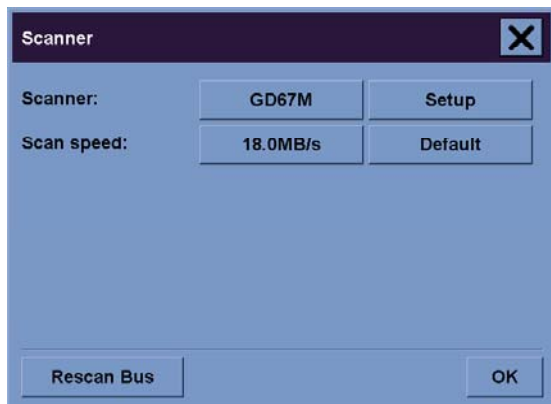 Scanner
Scanner: GD67M Setup
Scan speed: 18.0MB/s Default
Rescan Bus OK